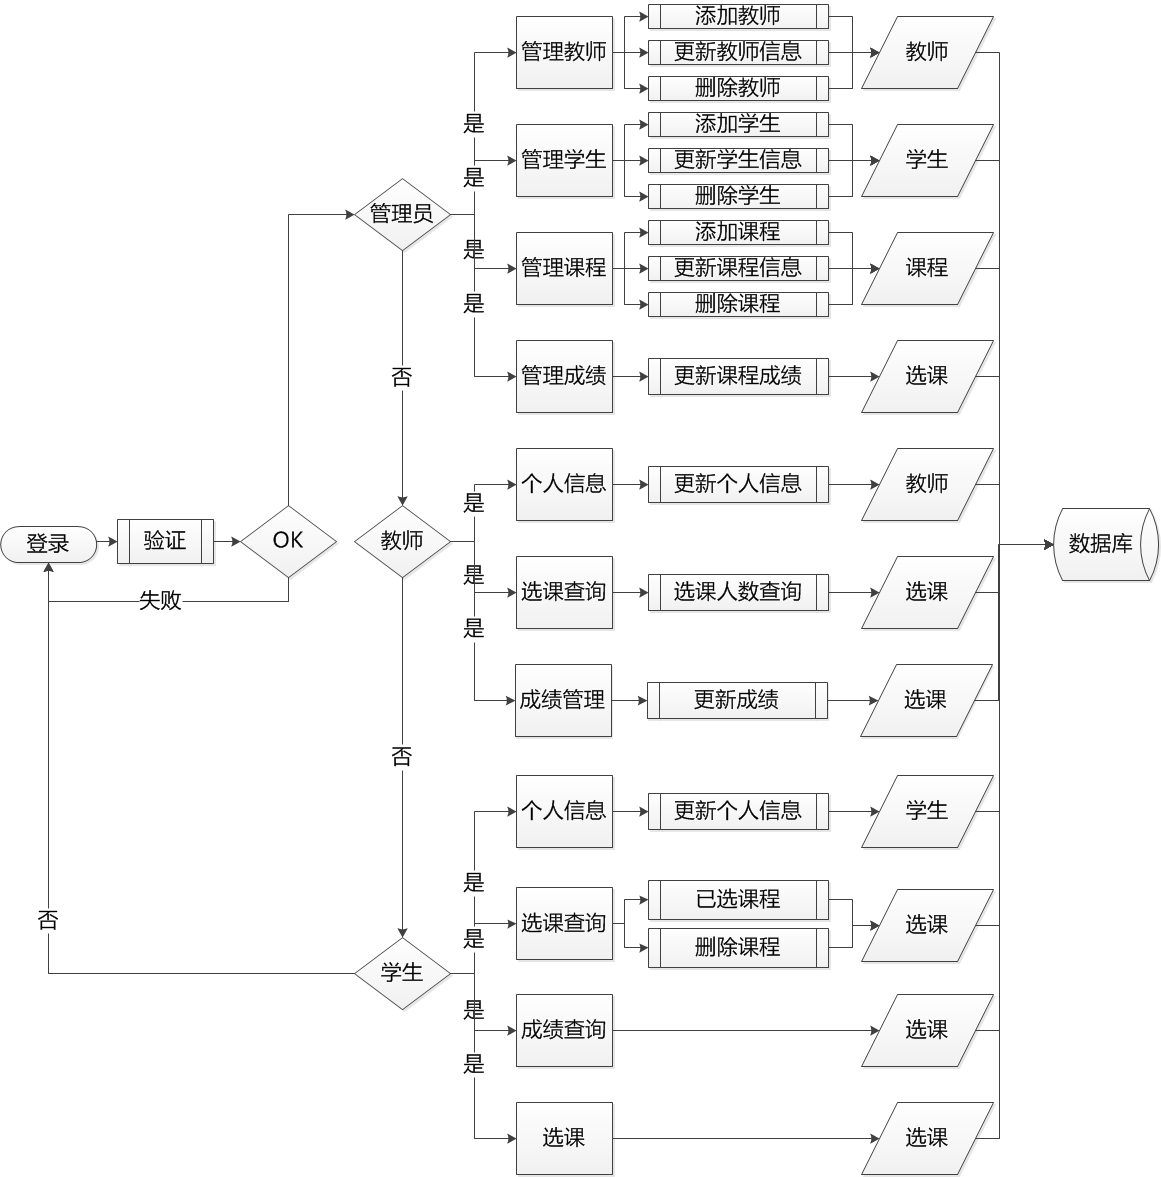 添加教师
管理教师
更新教师信息
教师
删除教师
是
添加学生
管理学生
更新学生信息
学生
是
删除学生
管理员
添加课程
是
管理课程
更新课程信息
课程
是
删除课程
否
管理成绩
更新课程成绩
选课
个人信息
更新个人信息
教师
是
登录
验证
OK
教师
数据库
是
选课查询
选课人数查询
选课
失败
是
成绩管理
更新成绩
选课
否
个人信息
更新个人信息
学生
是
已选课程
否
选课查询
选课
是
删除课程
学生
是
成绩查询
选课
是
选课
选课